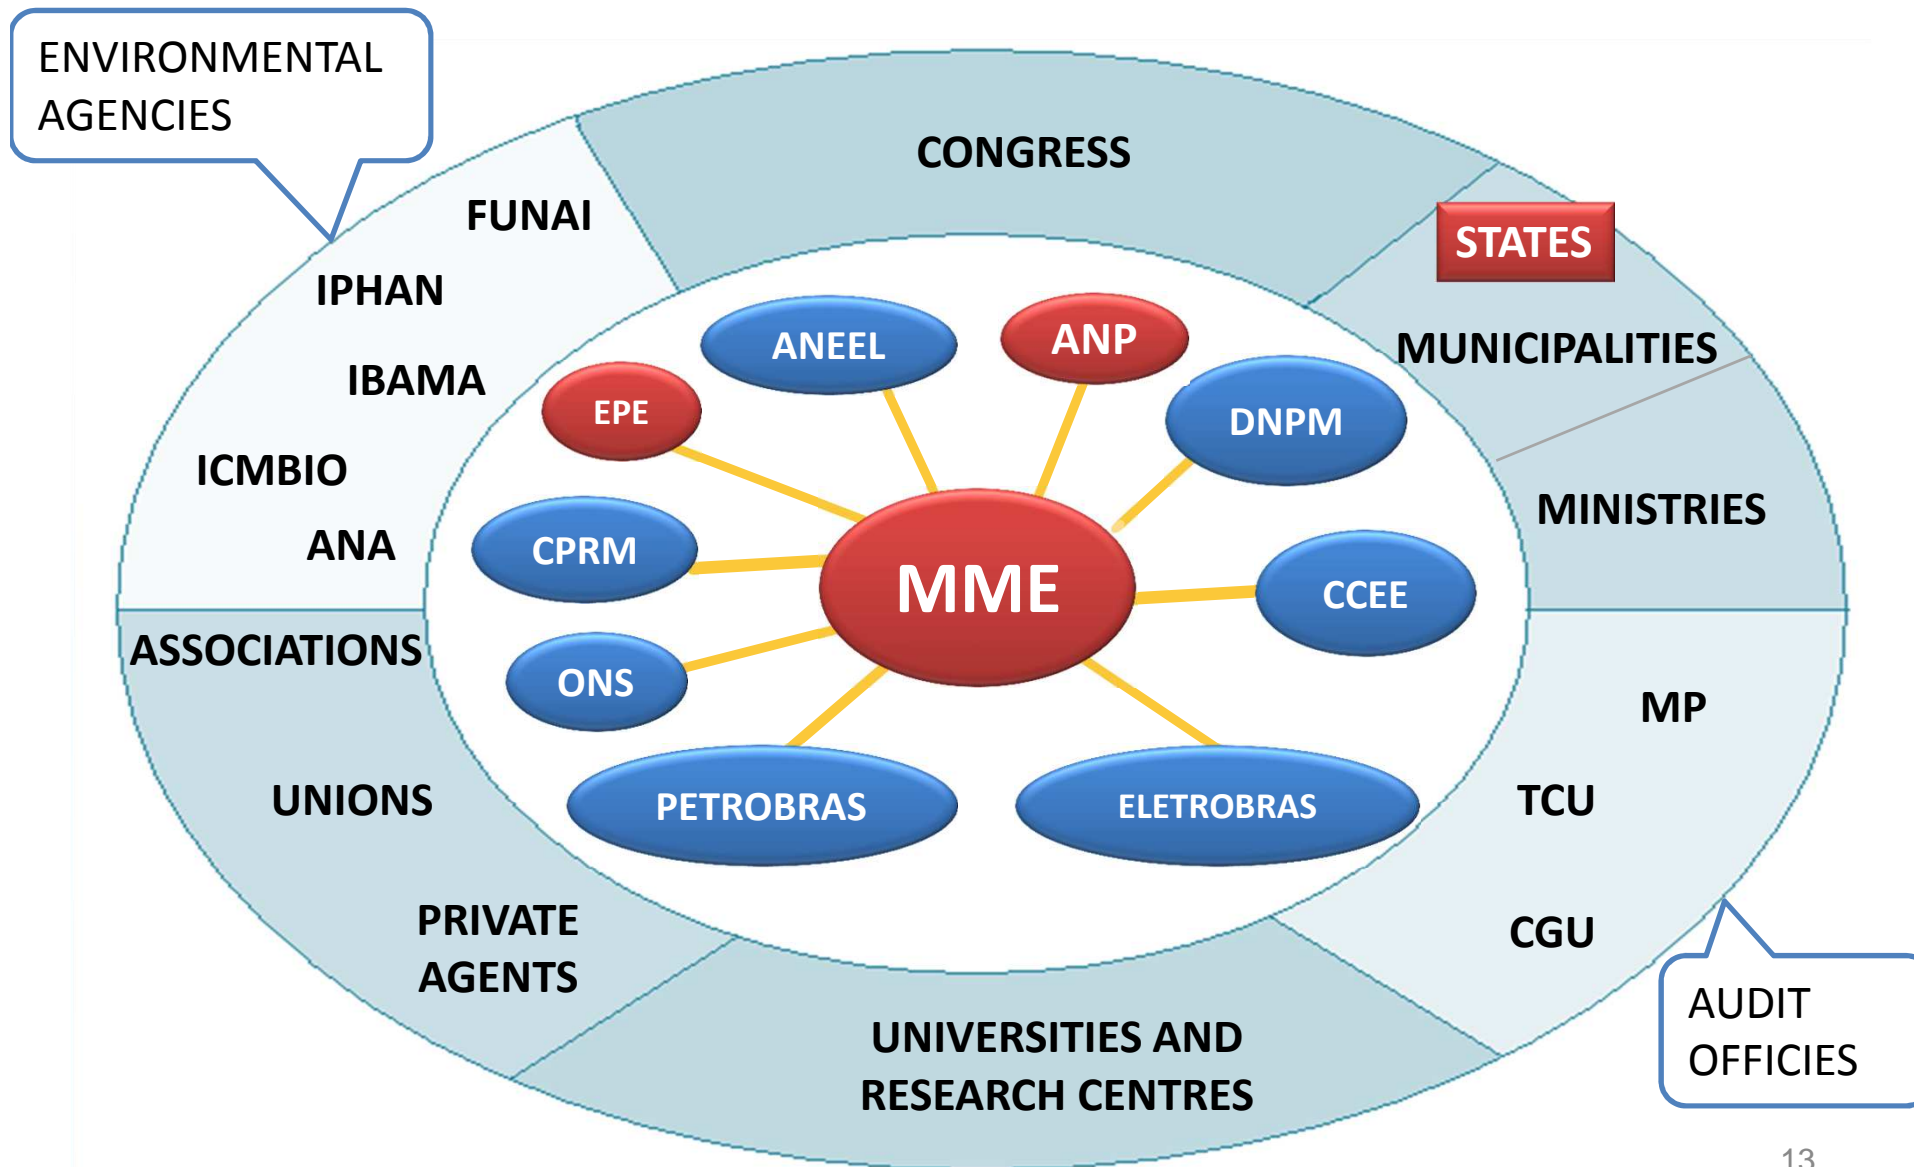 ENVIRONMENTAL
AGENCIES
CONGRESS
FUNAI
STATES
IPHAN
MUNICIPALITIES
IBAMA
ANEEL
ANP
EPE
DNPM
ICMBIO
MINISTRIES
ANA
CPRM
MME
CCEE
ASSOCIATIONS
ONS
MP
UNIONS
PETROBRAS
ELETROBRAS
TCU
PRIVATE
AGENTS
CGU
UNIVERSITIES AND
RESEARCH CENTRES
AUDIT
OFFICIES
13